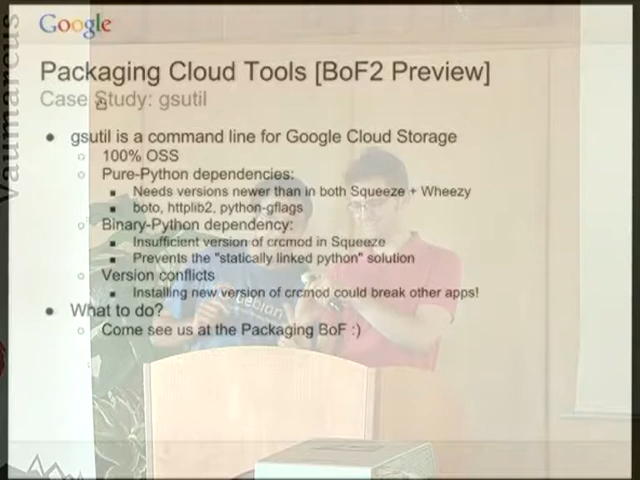 Google
Vaumarcus
Packaging Cloud Tools [BoF2 Preview]
Case Study: gsutil
gsutil is a command line for Google Cloud Storage
100% OSS
Pure-Python dependencies:
Needs versions newer than in both Squeeze + Wheezy
boto, httplib2, python-gflags
Binary-Python dependency:
Insufficient version of crcmod in Squeeze
Prevents the "statically linked python" solution
Version conflicts
Installing new version of crcmod could break other apps!
What to do?
Come see us at the Packaging BoF :)
debian